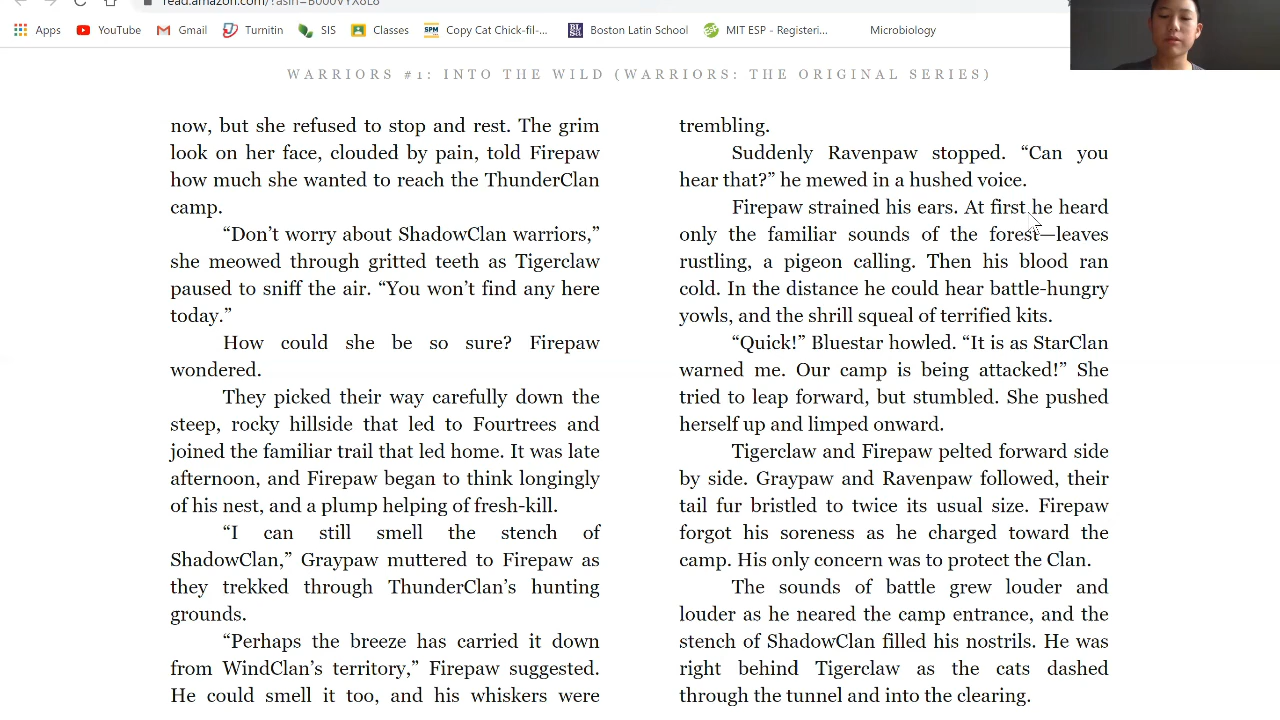 read.amazon.com/?asin=B000VYX8L8
Apps YouTube Gmail Turnitin SIS Classes Copy Cat Chick-fil-... Boston Latin School MIT ESP - Registeri... Microbiology
WARRIORS #1: INTO THE WILD (WARRIORS: THE ORIGINAL SERIES)
now, but she refused to stop and rest. The grim
look on her face, clouded by pain, told Firepaw
how much she wanted to reach the ThunderClan
camp.
“Don’t worry about ShadowClan warriors,”
she meowed through gritted teeth as Tigerclaw
paused to sniff the air. “You won’t find any here
today.”
How could she be so sure? Firepaw
wondered.
They picked their way carefully down the
steep, rocky hillside that led to Fourtrees and
joined the familiar trail that led home. It was late
afternoon, and Firepaw began to think longingly
of his nest, and a plump helping of fresh-kill.
“I can still smell the stench of
ShadowClan,” Graypaw muttered to Firepaw as
they trekked through ThunderClan’s hunting
grounds.
“Perhaps the breeze has carried it down
from WindClan’s territory,” Firepaw suggested.
He could smell it too, and his whiskers were
trembling.
Suddenly Ravenpaw stopped. “Can you
hear that?” he mewed in a hushed voice.
Firepaw strained his ears. At first he heard
only the familiar sounds of the forest—leaves
rustling, a pigeon calling. Then his blood ran
cold. In the distance he could hear battle-hungry
yowls, and the shrill squeal of terrified kits.
“Quick!” Bluestar howled. “It is as StarClan
warned me. Our camp is being attacked!” She
tried to leap forward, but stumbled. She pushed
herself up and limped onward.
Tigerclaw and Firepaw pelted forward side
by side. Graypaw and Ravenpaw followed, their
tail fur bristled to twice its usual size. Firepaw
forgot his soreness as he charged toward the
camp. His only concern was to protect the Clan.
The sounds of battle grew louder and
louder as he neared the camp entrance, and the
stench of ShadowClan filled his nostrils. He was
right behind Tigerclaw as the cats dashed
through the tunnel and into the clearing.